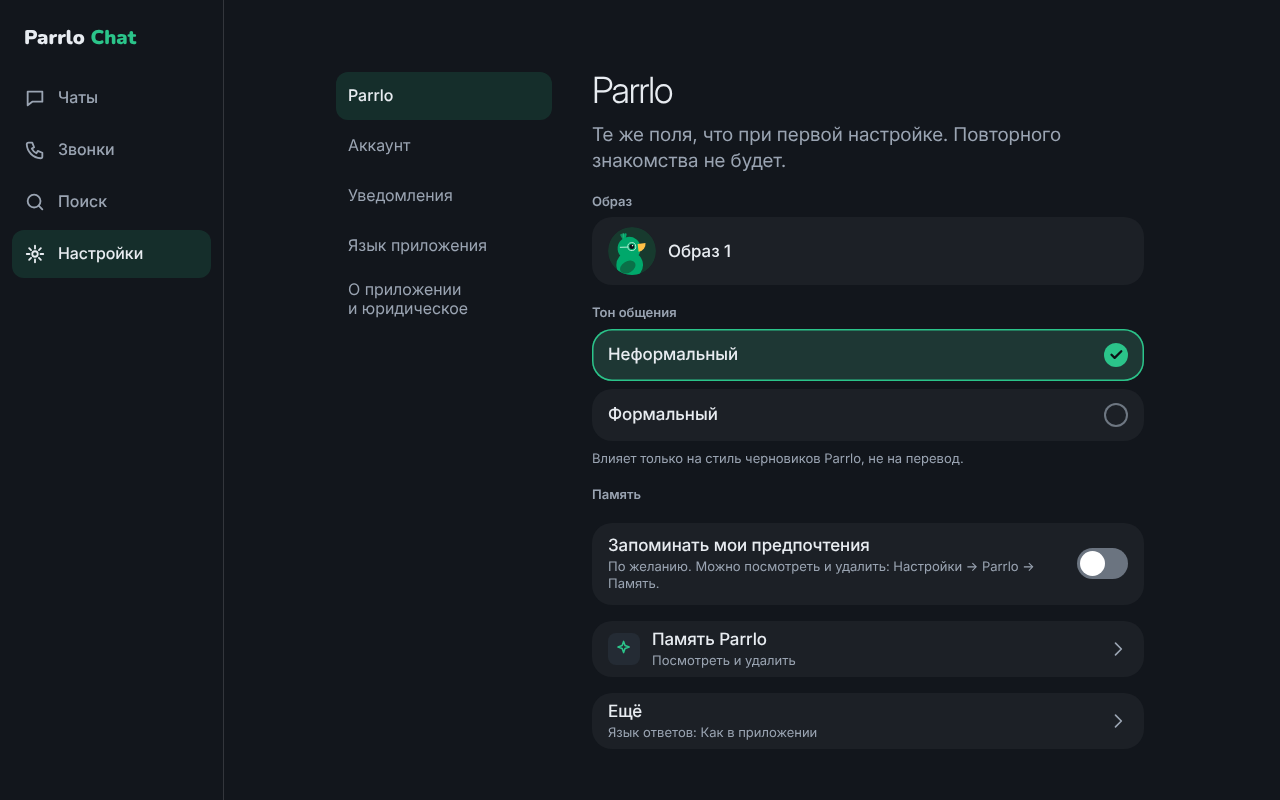 Parrlo Chat
Чаты
Звонки
Поиск
Настройки
Parrlo
Аккаунт
Уведомления
Язык приложения
О приложении
и юридическое
Parrlo
Те же поля, что при первой настройке. Повторного
знакомства не будет.
Образ
Образ 1
Тон общения
Неформальный
Формальный
Влияет только на стиль черновиков Parrlo, не на перевод.
Память
Запоминать мои предпочтения
По желанию. Можно посмотреть и удалить: Настройки → Parrlo →
Память.
Память Parrlo
Посмотреть и удалить
Ещё
Язык ответов: Как в приложении